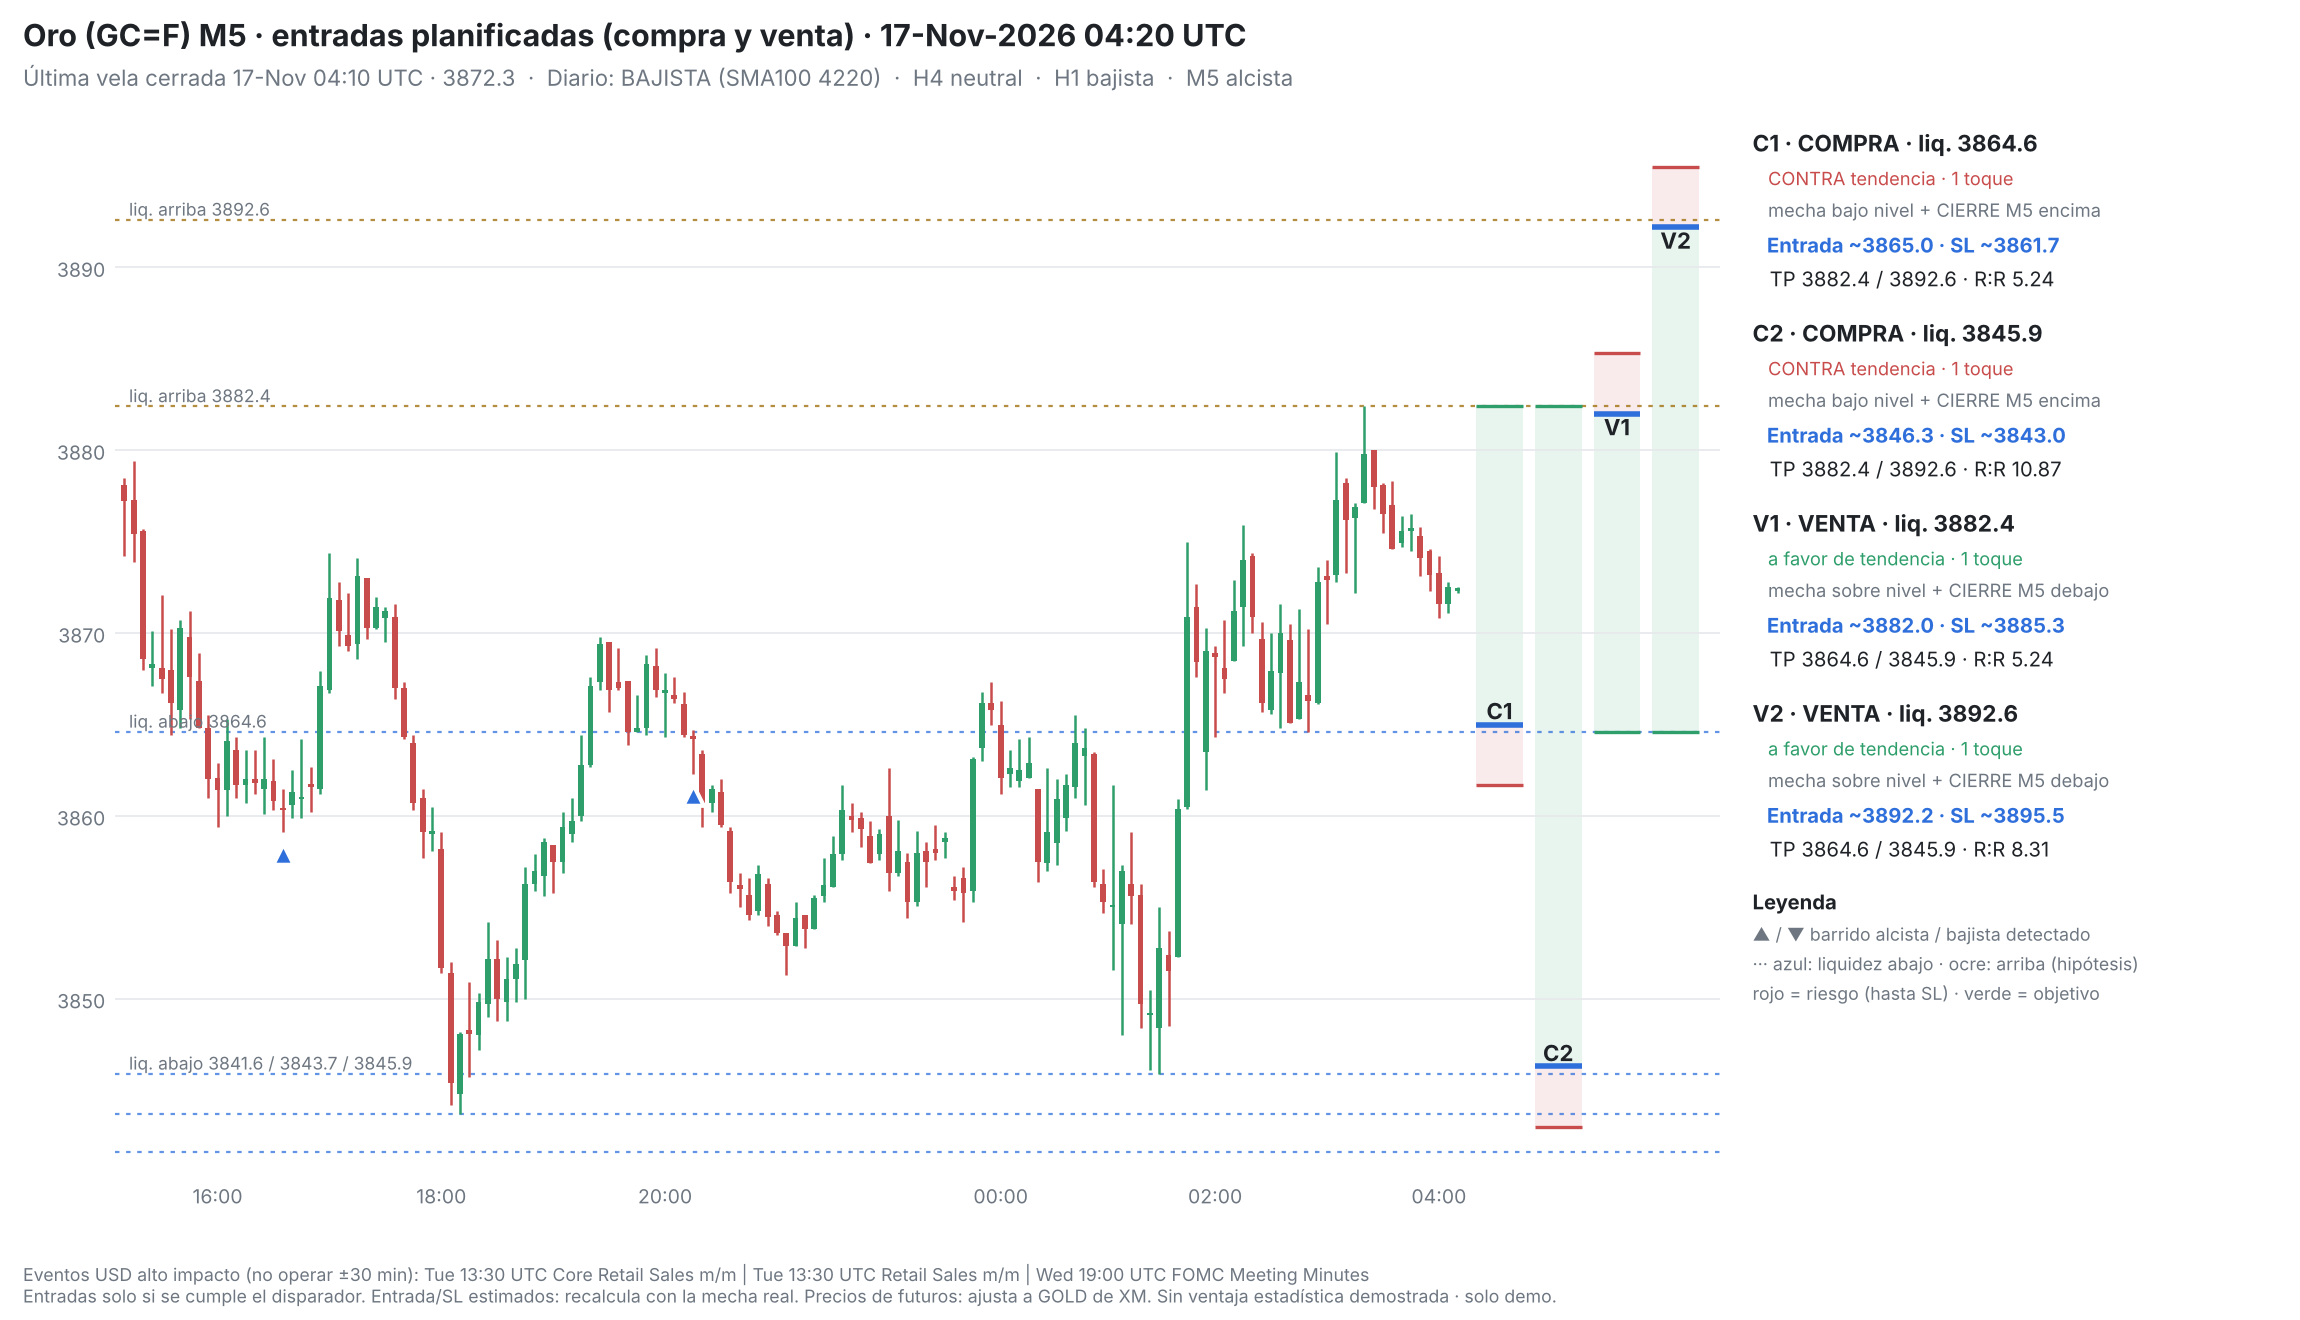 Oro (GC=F) M5 · entradas planificadas (compra y venta) · 17-Nov-2026 04:20 UTC
Última vela cerrada 17-Nov 04:10 UTC · 3872.3 · Diario: BAJISTA (SMA100 4220) · H4 neutral · H1 bajista · M5 alcista
liq. arriba 3892.6
3890
liq. arriba 3882.4
3880
3870
liq. abajo 3864.6
3860
3850
liq. abajo 3841.6 / 3843.7 / 3845.9
16:00
18:00
20:00
00:00
02:00
04:00
C1
C2
V1
V2
C1 · COMPRA · liq. 3864.6
CONTRA tendencia · 1 toque
mecha bajo nivel + CIERRE M5 encima
Entrada ~3865.0 · SL ~3861.7
TP 3882.4 / 3892.6 · R:R 5.24
C2 · COMPRA · liq. 3845.9
CONTRA tendencia · 1 toque
mecha bajo nivel + CIERRE M5 encima
Entrada ~3846.3 · SL ~3843.0
TP 3882.4 / 3892.6 · R:R 10.87
V1 · VENTA · liq. 3882.4
a favor de tendencia · 1 toque
mecha sobre nivel + CIERRE M5 debajo
Entrada ~3882.0 · SL ~3885.3
TP 3864.6 / 3845.9 · R:R 5.24
V2 · VENTA · liq. 3892.6
a favor de tendencia · 1 toque
mecha sobre nivel + CIERRE M5 debajo
Entrada ~3892.2 · SL ~3895.5
TP 3864.6 / 3845.9 · R:R 8.31
Leyenda
▲ / ▼ barrido alcista / bajista detectado
··· azul: liquidez abajo · ocre: arriba (hipótesis)
rojo = riesgo (hasta SL) · verde = objetivo
Eventos USD alto impacto (no operar ±30 min): Tue 13:30 UTC Core Retail Sales m/m | Tue 13:30 UTC Retail Sales m/m | Wed 19:00 UTC FOMC Meeting Minutes
Entradas solo si se cumple el disparador. Entrada/SL estimados: recalcula con la mecha real. Precios de futuros: ajusta a GOLD de XM. Sin ventaja estadística demostrada · solo demo.